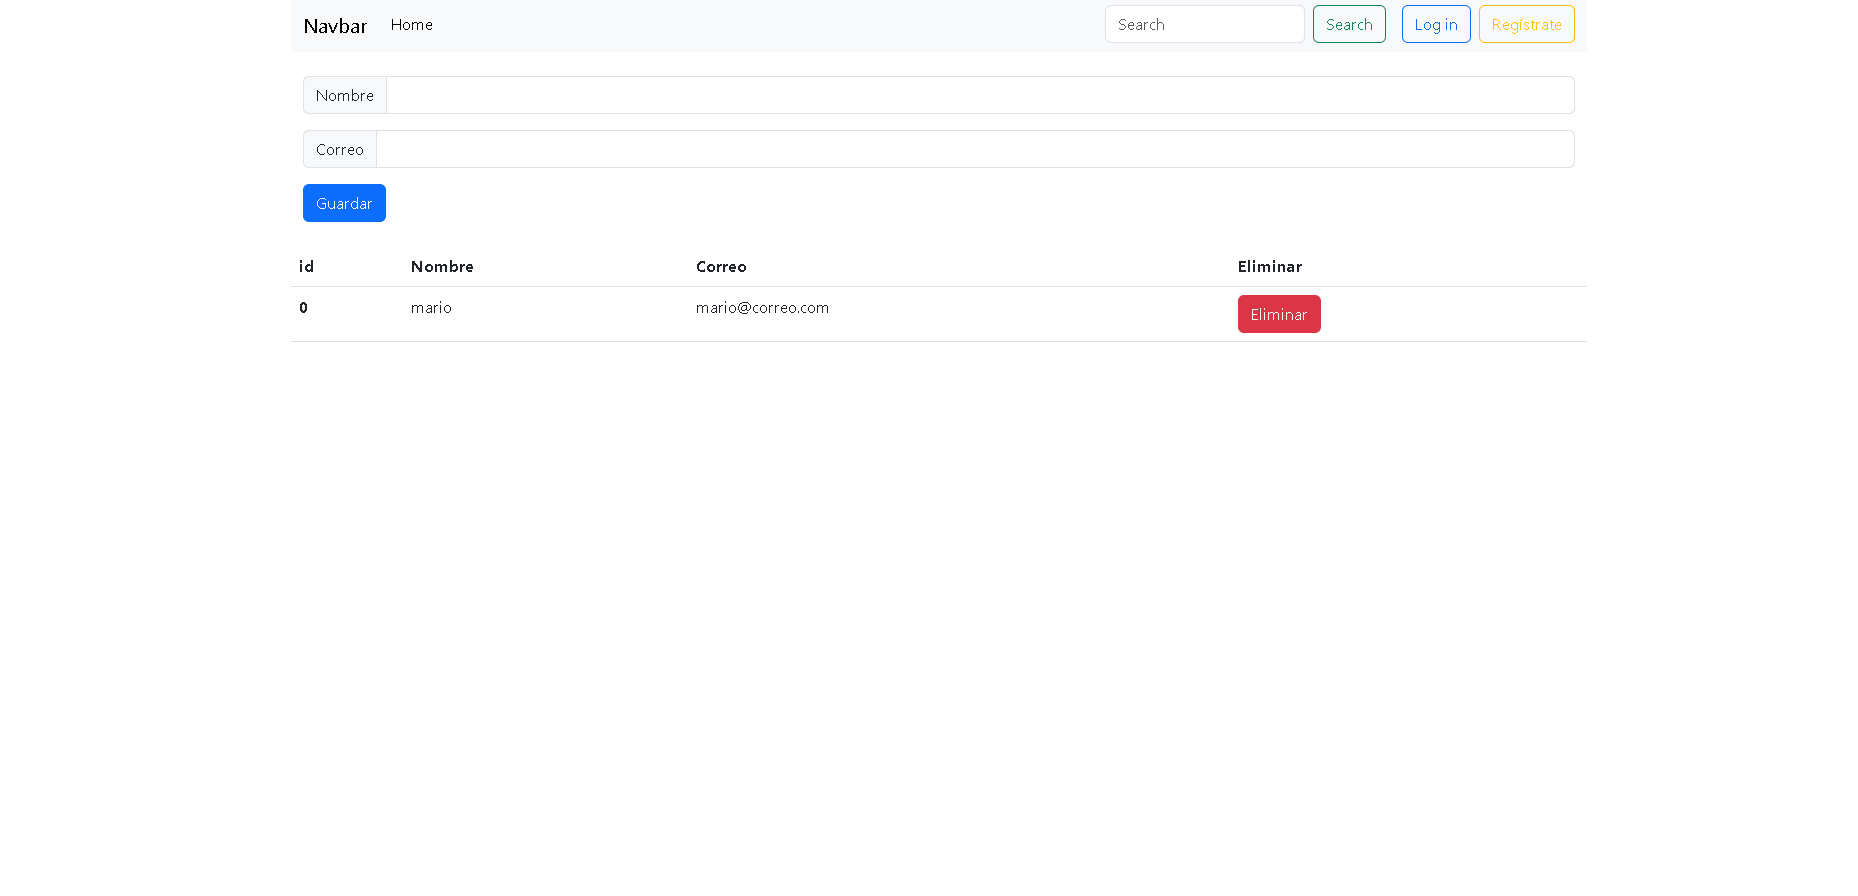 Navbar Home Search Search Log in Regístrate
Nombre
Correo
Guardar
id Nombre Correo Eliminar
0 mario mario@correo.com Eliminar